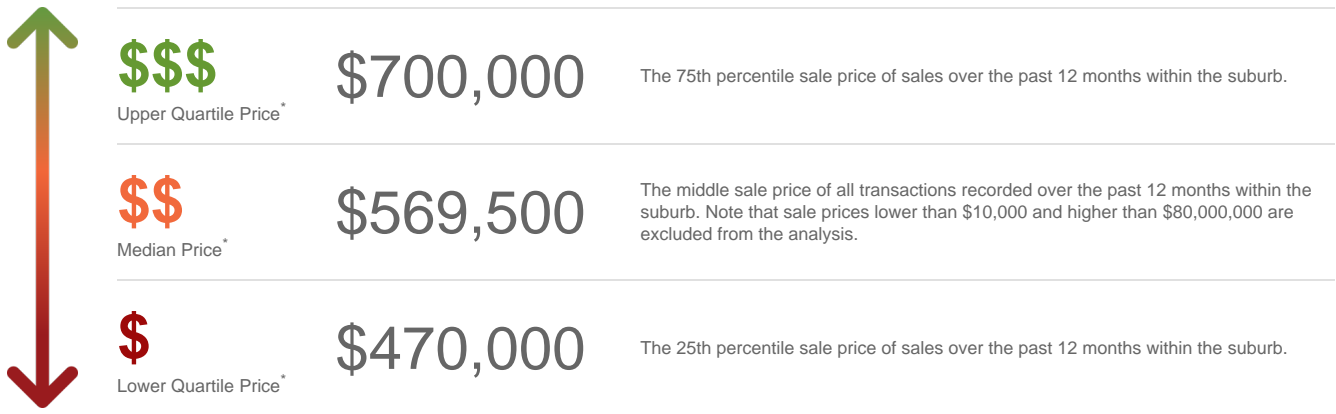 $$$
Upper Quartile Price*
$700,000
The 75th percentile sale price of sales over the past 12 months within the suburb.
$$
Median Price*
$569,500
The middle sale price of all transactions recorded over the past 12 months within the
suburb. Note that sale prices lower than $10,000 and higher than $80,000,000 are
excluded from the analysis.
$
Lower Quartile Price*
$470,000
The 25th percentile sale price of sales over the past 12 months within the suburb.